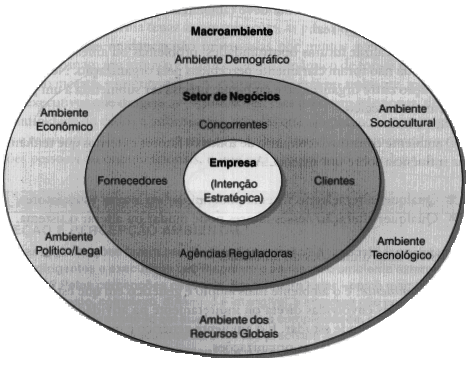 Macroambiente
Ambiente Demográfico
Setor de Negócios
Ambiente
Econômico
Concorrentes
Ambiente
Sociocultural
Empresa
(Intenção
Estratégica)
Fornecedores
Clientes
Ambiente
Político/Legal
Agências Reguladoras
Ambiente
Tecnológico
Ambiente dos
Recursos Globais